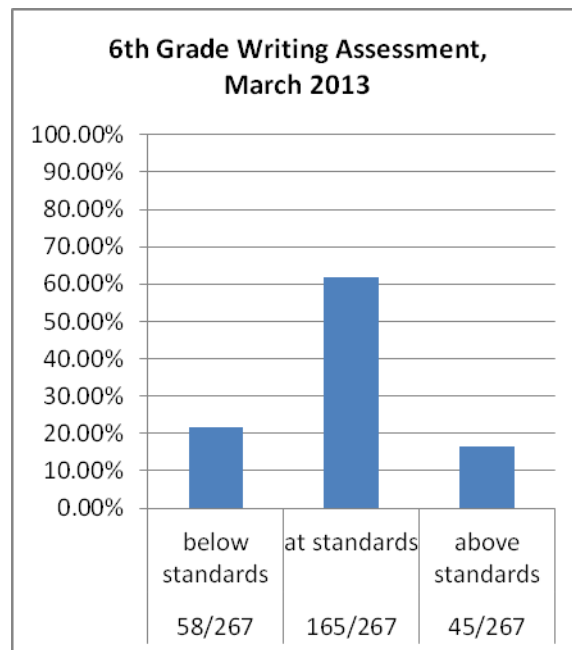 6th Grade Writing Assessment,
March 2013
100.00%
90.00%
80.00%
70.00%
60.00%
50.00%
40.00%
30.00%
20.00%
10.00%
0.00%
below standards
at standards
above standards
58/267
165/267
45/267